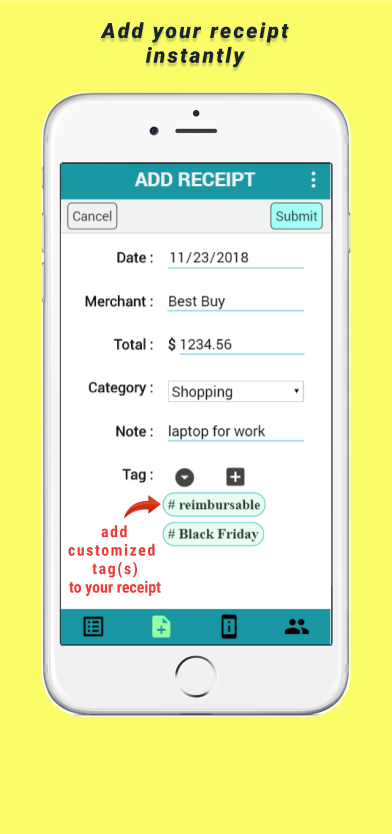 Add your receipt
instantly
ADD RECEIPT
Cancel
Submit
Date : 11/23/2018
Merchant : Best Buy
Total : $ 1234.56
Category : Shopping
Note : laptop for work
Tag :
# reimbursable
# Black Friday
add
customized
tag(s)
to your receipt